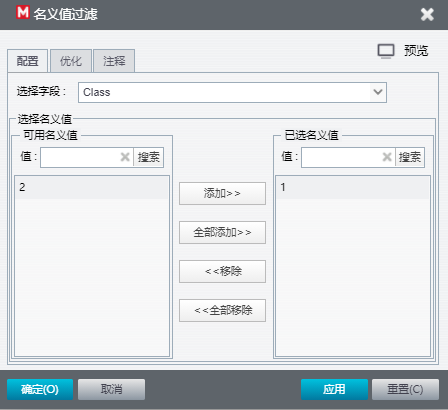 M 名义值过滤
预览
配置 优化 注释
选择字段： Class
选择名义值
可用名义值 已选名义值
值： 搜索 值： 搜索
2 1
添加>>
全部添加>>
<<移除
<<全部移除
确定(O) 取消 应用 重置(C)